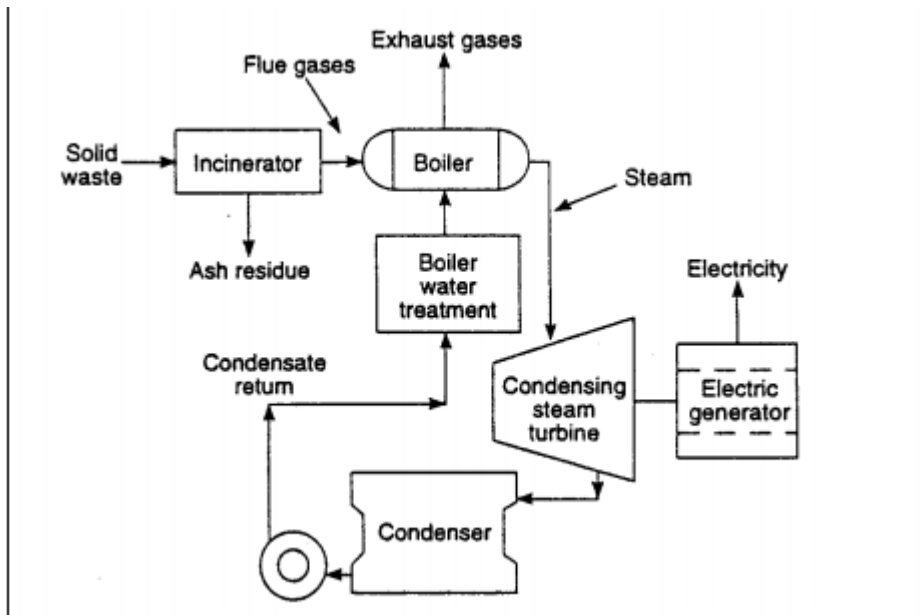 Exhaust gases
Flue gases
Solid
waste
Incinerator
Boiler
Steam
Ash residue
Boiler
water
treatment
Electricity
Condensate
return
Condensing
steam
turbine
Electric
generator
Condenser